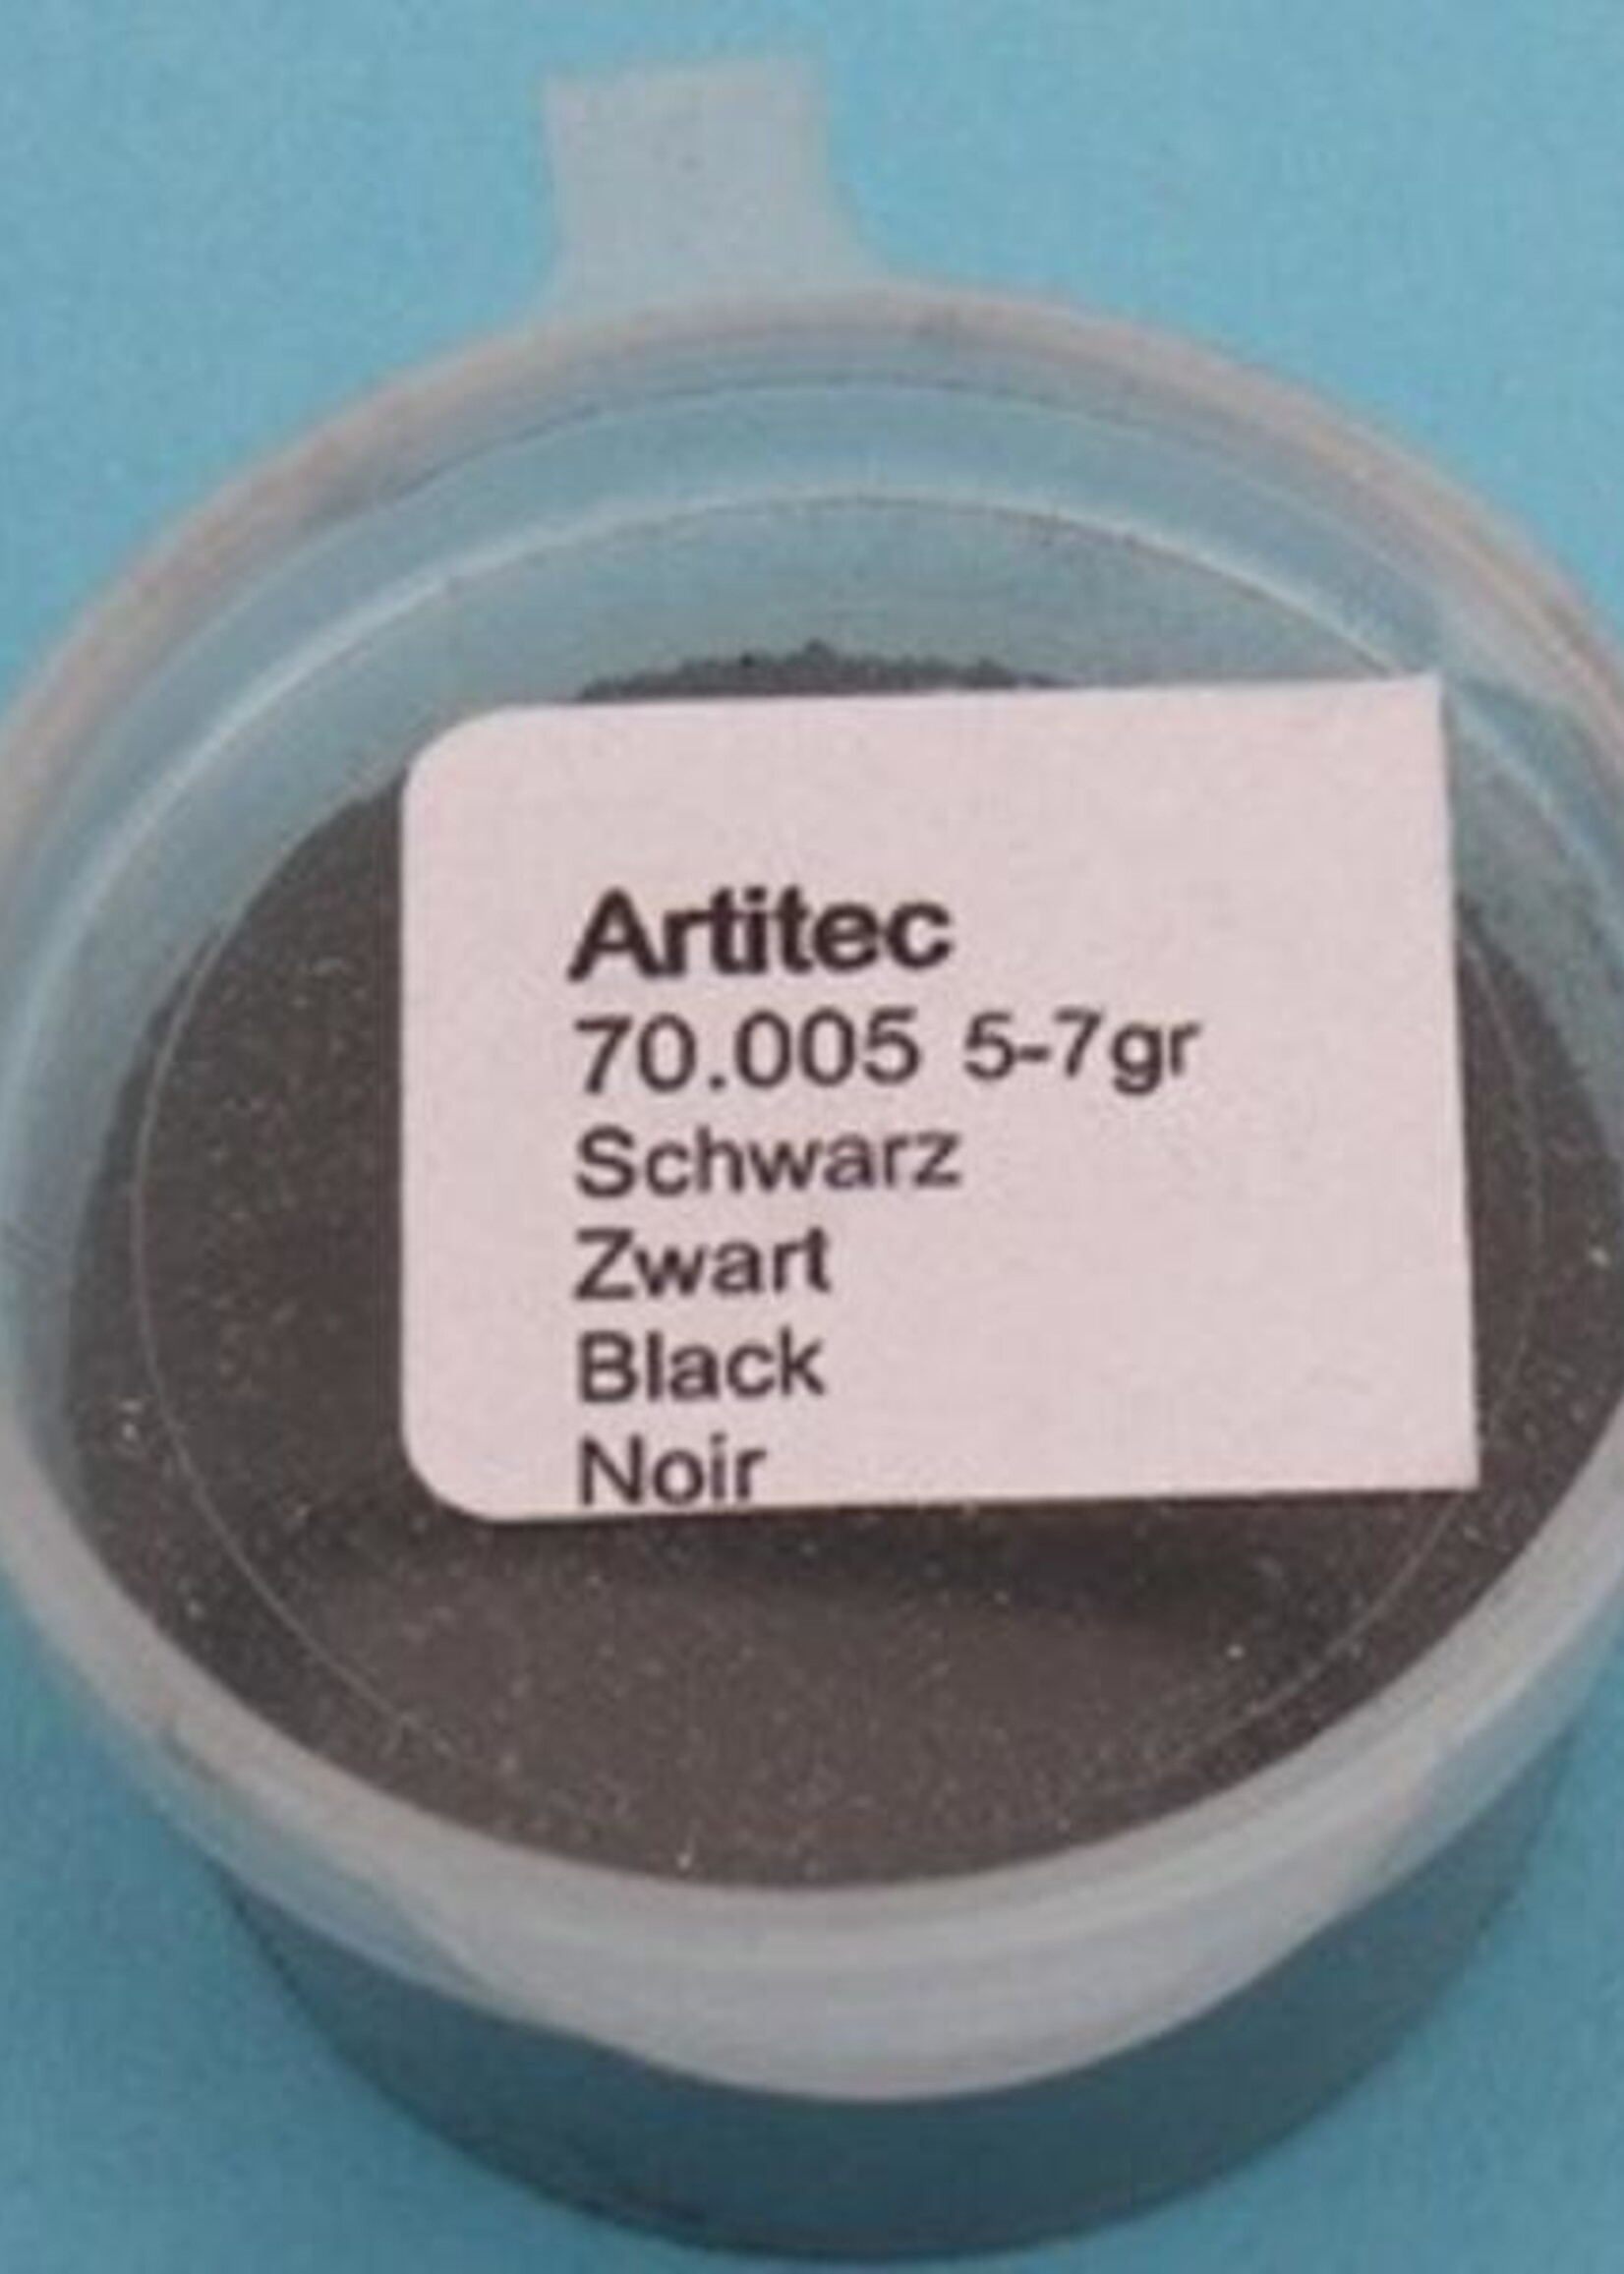 Artitec
70.005 5-7gr
Schwarz
Zwart
Black
Noir